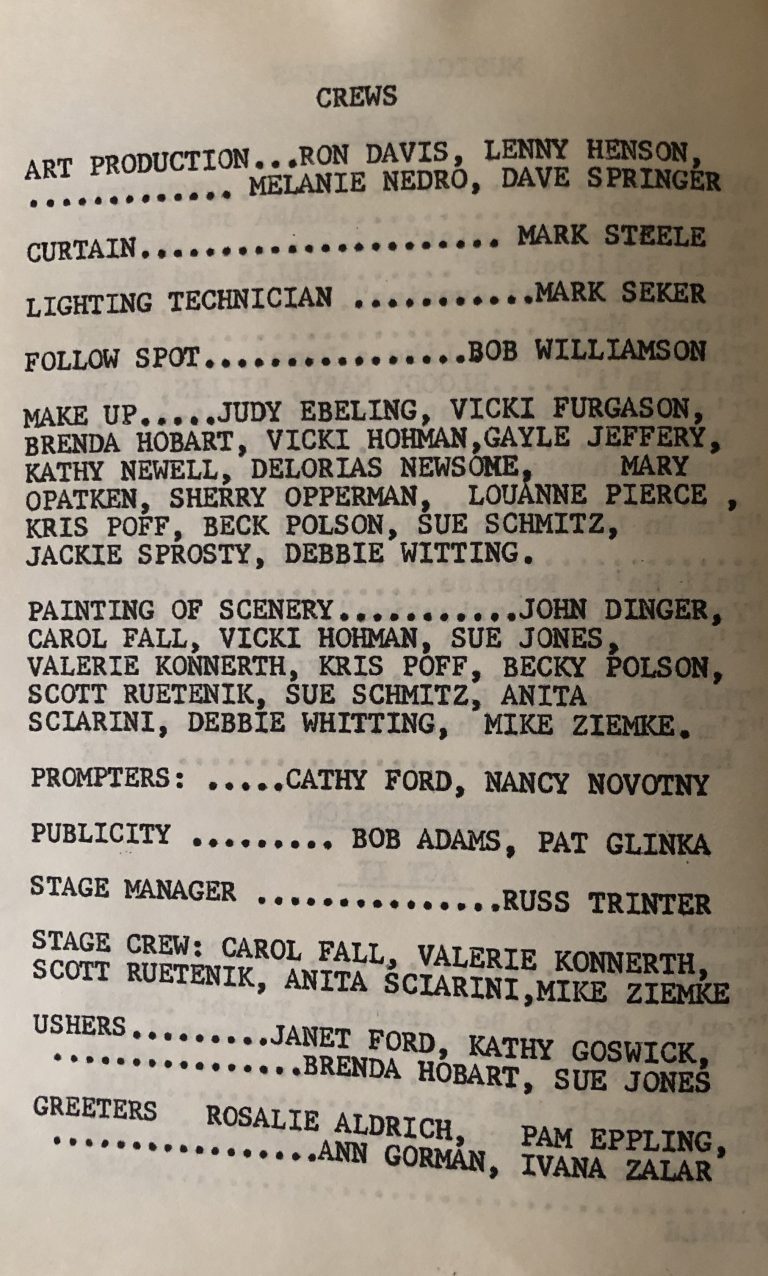 CREWS
ART PRODUCTION...RON DAVIS, LENNY HENSON,
............. MELANIE NEDRO, DAVE SPRINGER
CURTAIN...................... MARK STEELE
LIGHTING TECHNICIAN ...........MARK SEKER
FOLLOW SPOT................BOB WILLIAMSON
MAKE UP.....JUDY EBELING, VICKI FURGASON,
BRENDA HOBART, VICKI HOHMAN,GAYLE JEFFERY,
KATHY NEWELL, DELORIAS NEWSOME, MARY
OPATKEN, SHERRY OPPERMAN, LOUANNE PIERCE ,
KRIS POFF, BECK POLSON, SUE SCHMITZ,
JACKIE SPROSTY, DEBBIE WITTING.
PAINTING OF SCENERY...........JOHN DINGER,
CAROL FALL, VICKI HOHMAN, SUE JONES,
VALERIE KONNERTH, KRIS POFF, BECKY POLSON,
SCOTT RUETENIK, SUE SCHMITZ, ANITA
SCIARINI, DEBBIE WHITTING, MIKE ZIEMKE.
PROMPTERS: .....CATHY FORD, NANCY NOVOTNY
PUBLICITY ......... BOB ADAMS, PAT GLINKA
STAGE MANAGER ...............RUSS TRINTER
STAGE CREW: CAROL FALL, VALERIE KONNERTH,
SCOTT RUETENIK, ANITA SCIARINI,MIKE ZIEMKE
USHERS.........JANET FORD, KATHY GOSWICK,
................BRENDA HOBART, SUE JONES
GREETERS ROSALIE ALDRICH, PAM EPPLING,
.................ANN GORMAN, IVANA ZALAR